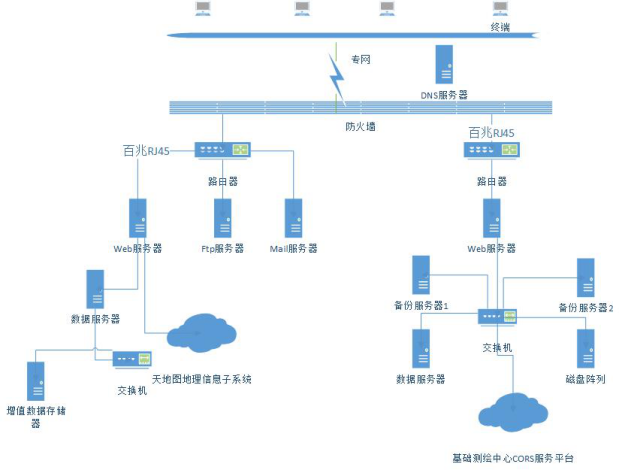 终端
专网
DNS服务器
防火墙
百兆RJ45
百兆RJ45
路由器
路由器
Web服务器
Ftp服务器
Mail服务器
Web服务器
备份服务器1
备份服务器2
数据服务器
交换机
天地图地理信息子系统
数据服务器
磁盘阵列
交换机
增值数据存储
器
基础测绘中心CORS服务平台